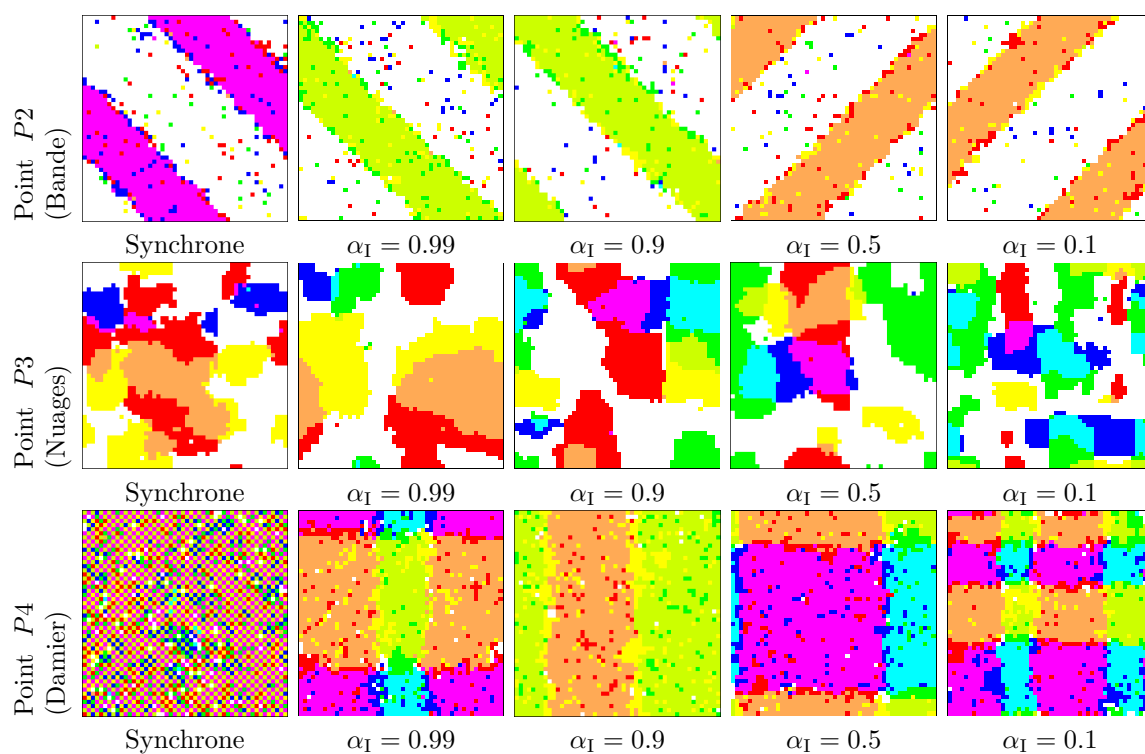 Point P2
(Bande)
Synchrone αI = 0.99 αI = 0.9 αI = 0.5 αI = 0.1
Point P3
(Nuages)
Synchrone αI = 0.99 αI = 0.9 αI = 0.5 αI = 0.1
Point P4
(Damier)
Synchrone αI = 0.99 αI = 0.9 αI = 0.5 αI = 0.1